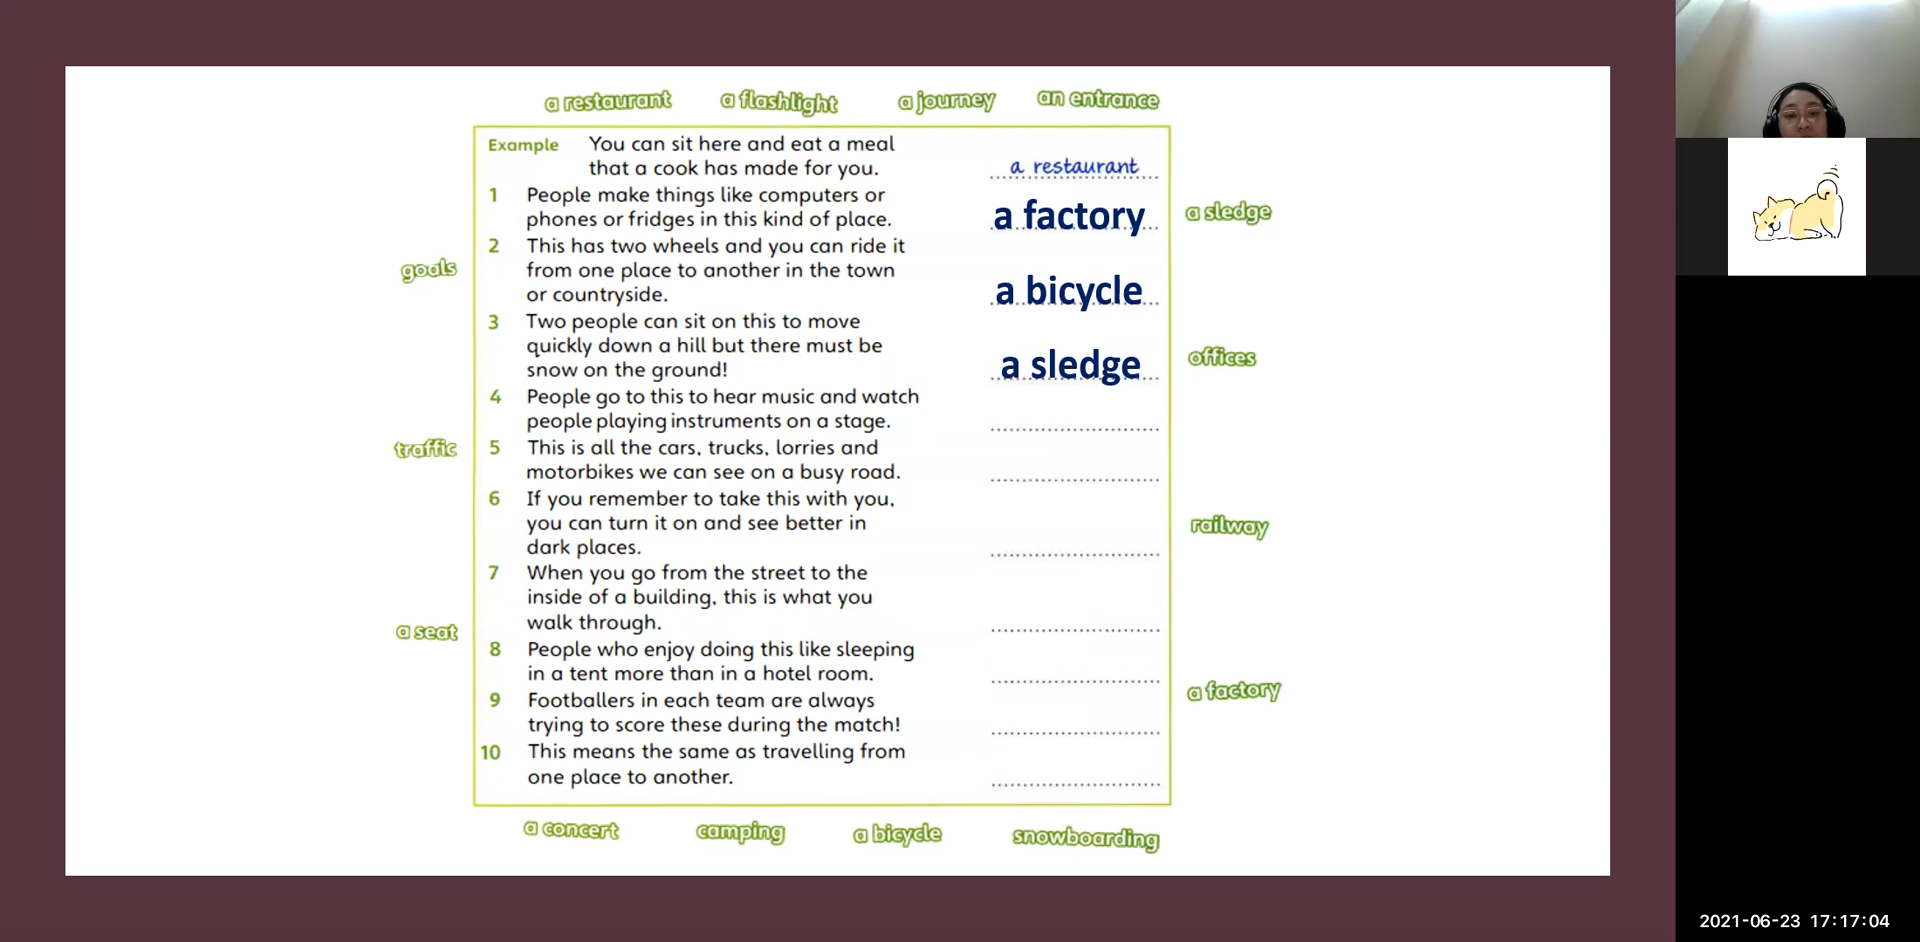 a restaurant a flashlight a journey an entrance
Example You can sit here and eat a meal
that a cook has made for you. a restaurant
1 People make things like computers or
phones or fridges in this kind of place. a factory
a sledge
2 This has two wheels and you can ride it
goals
from one place to another in the town
or countryside. a bicycle
3 Two people can sit on this to move
quickly down a hill but there must be
offices
snow on the ground! a sledge
4 People go to this to hear music and watch
people playing instruments on a stage.
traffic
5 This is all the cars, trucks, lorries and
motorbikes we can see on a busy road.
6 If you remember to take this with you,
you can turn it on and see better in
railway
dark places.
7 When you go from the street to the
inside of a building, this is what you
walk through.
a seat
8 People who enjoy doing this like sleeping
in a tent more than in a hotel room.
a factory
9 Footballers in each team are always
trying to score these during the match!
10 This means the same as travelling from
one place to another.
a concert camping a bicycle snowboarding
2021-06-23 17:17:04